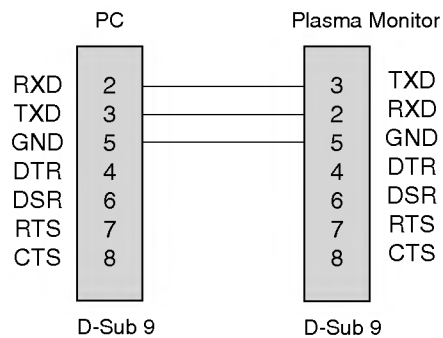 PC Plasma Monitor
RXD 2 3 TXD
TXD 3 2 RXD
GND 5 5 GND
DTR 4 4 DTR
DSR 6 6 DSR
RTS 7 7 RTS
CTS 8 8 CTS
D-Sub 9 D-Sub 9